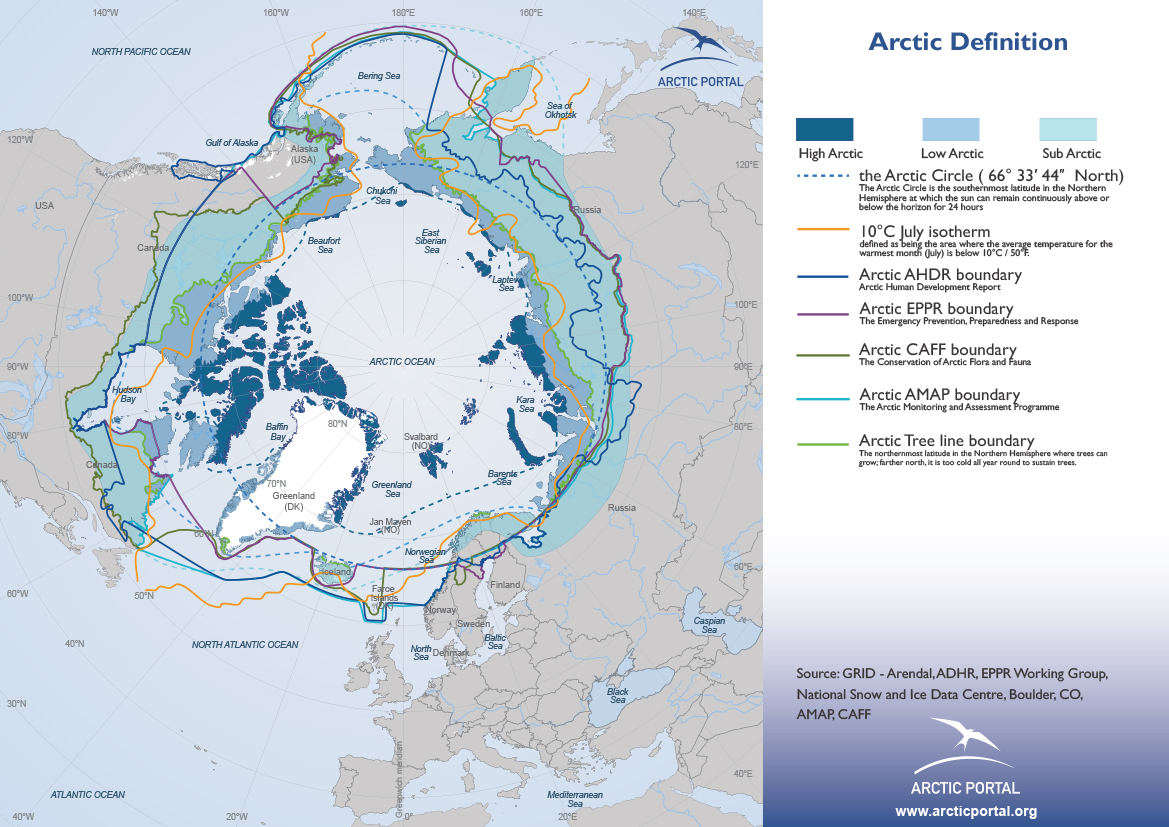 140°W
160°W
180°E
160°E
140°E
NORTH PACIFIC OCEAN
Bering Sea
ARCTIC PORTAL
Sea of
Okhotsk
120°W
Gulf of Alaska
Alaska
(USA)
120°E
Chukchi
Sea
USA
Russia
Canada
Beaufort
Sea
East
Siberian
Sea
Laptev
Sea
100°W
100°E
ARCTIC OCEAN
90°W
90°E
Hudson
Bay
Kara
Sea
80°N
Baffin
Bay
80°W
80°E
Svalbard
(NO)
Canada
Barents
Sea
70°N
Greenland
(DK)
Greenland
Sea
Russia
Jan Mayen
(NO)
60°N
Norwegian
Sea
Iceland
60°E
Finland
Faroe
Islands
(DK)
60°W
50°N
Norway
Sweden
Caspian
Sea
40°N
NORTH ATLANTIC OCEAN
Baltic
Sea
North
Sea
Denmark
Black
Sea
30°N
Greenwich meridian
40°E
ATLANTIC OCEAN
Mediterranean
Sea
40°W
20°W
0°
20°E
Arctic Definition
High Arctic
Low Arctic
Sub Arctic
the Arctic Circle ( 66° 33′ 44″ North)
The Arctic Circle is the southernmost latitude in the Northern
Hemisphere at which the sun can remain continuously above or
below the horizon for 24 hours
10°C July isotherm
defined as being the area where the average temperature for the
warmest month (July) is below 10°C / 50°F.
Arctic AHDR boundary
Arctic Human Development Report
Arctic EPPR boundary
The Emergency Prevention, Preparedness and Response
Arctic CAFF boundary
The Conservation of Arctic Flora and Fauna
Arctic AMAP boundary
The Arctic Monitoring and Assessment Programme
Arctic Tree line boundary
The northernmost latitude in the Northern Hemisphere where trees can
grow; farther north, it is too cold all year round to sustain trees.
Source: GRID - Arendal, ADHR, EPPR Working Group,
National Snow and Ice Data Centre, Boulder, CO,
AMAP, CAFF
ARCTIC PORTAL
www.arcticportal.org